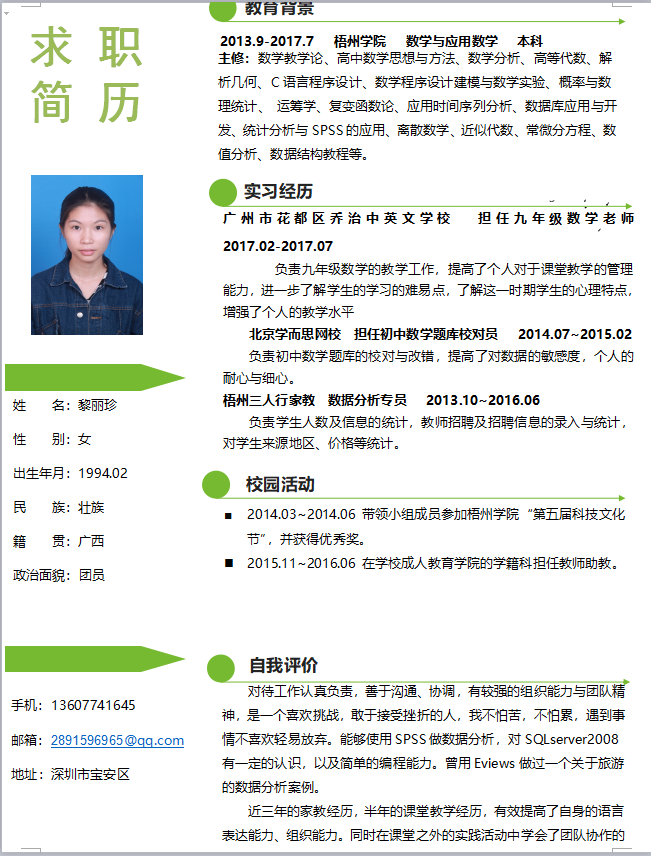 求 职
简 历
姓 名：黎丽珍
性 别：女
出生年月：1994.02
民 族：壮族
籍 贯：广西
政治面貌：团员
手机：13607741645
邮箱：2891596965@qq.com
地址：深圳市宝安区
教育背景
2013.9-2017.7 梧州学院 数学与应用数学 本科
主修：数学教学论、高中数学思想与方法、数学分析、高等代数、解
析几何、C 语言程序设计、数学程序设计建模与数学实验、概率与数
理统计、 运筹学、复变函数论、应用时间序列分析、数据库应用与开
发、统计分析与 SPSS 的应用、离散数学、近似代数、常微分方程、数
值分析、数据结构教程等。
实习经历
广州市花都区乔治中英文学校 担任九年级数学老师
2017.02-2017.07
负责九年级数学的教学工作，提高了个人对于课堂教学的管理
能力，进一步了解学生的学习的难易点，了解这一时期学生的心理特点，
增强了个人的教学水平
北京学而思网校 担任初中数学题库校对员 2014.07~2015.02
负责初中数学题库的校对与改错，提高了对数据的敏感度，个人的
耐心与细心。
梧州三人行家教 数据分析专员 2013.10~2016.06
负责学生人数及信息的统计，教师招聘及招聘信息的录入与统计，
对学生来源地区、价格等统计。
校园活动
■ 2014.03~2014.06 带领小组成员参加梧州学院“第五届科技文化
节”，并获得优秀奖。
■ 2015.11~2016.06 在学校成人教育学院的学籍科担任教师助教。
自我评价
对待工作认真负责，善于沟通、协调，有较强的组织能力与团队精
神，是一个喜欢挑战，敢于接受挫折的人，我不怕苦，不怕累，遇到事
情不喜欢轻易放弃。能够使用 SPSS 做数据分析，对 SQLserver2008
有一定的认识，以及简单的编程能力。曾用 Eviews 做过一个关于旅游
的数据分析案例。
近三年的家教经历，半年的课堂教学经历，有效提高了自身的语言
表达能力、组织能力。同时在课堂之外的实践活动中学会了团队协作的